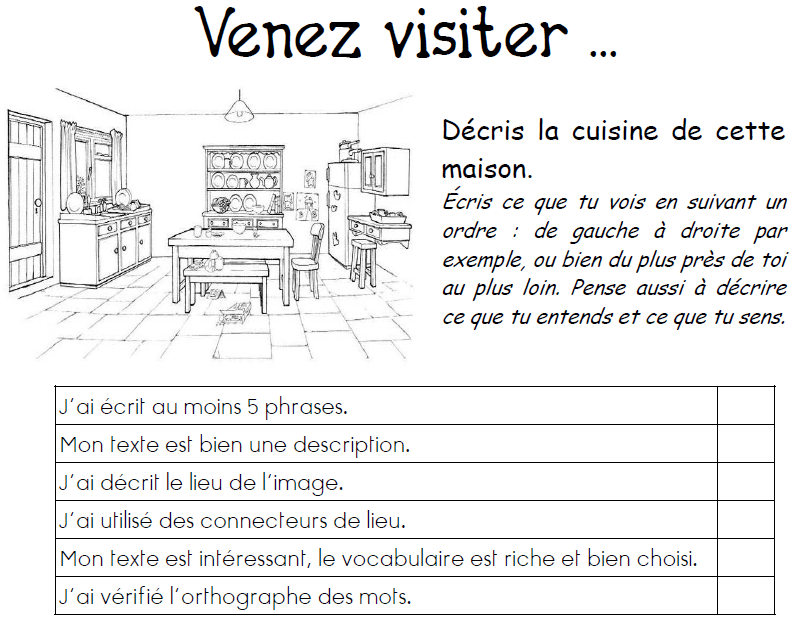 Venez visiter ...
Décris la cuisine de cette
maison.
Écris ce que tu vois en suivant un
ordre : de gauche à droite par
exemple, ou bien du plus près de toi
au plus loin. Pense aussi à décrire
ce que tu entends et ce que tu sens.
J'ai écrit au moins 5 phrases.
Mon texte est bien une description.
J'ai décrit le lieu de l'image.
J'ai utilisé des connecteurs de lieu.
Mon texte est intéressant, le vocabulaire est riche et bien choisi.
J'ai vérifié l'orthographe des mots.